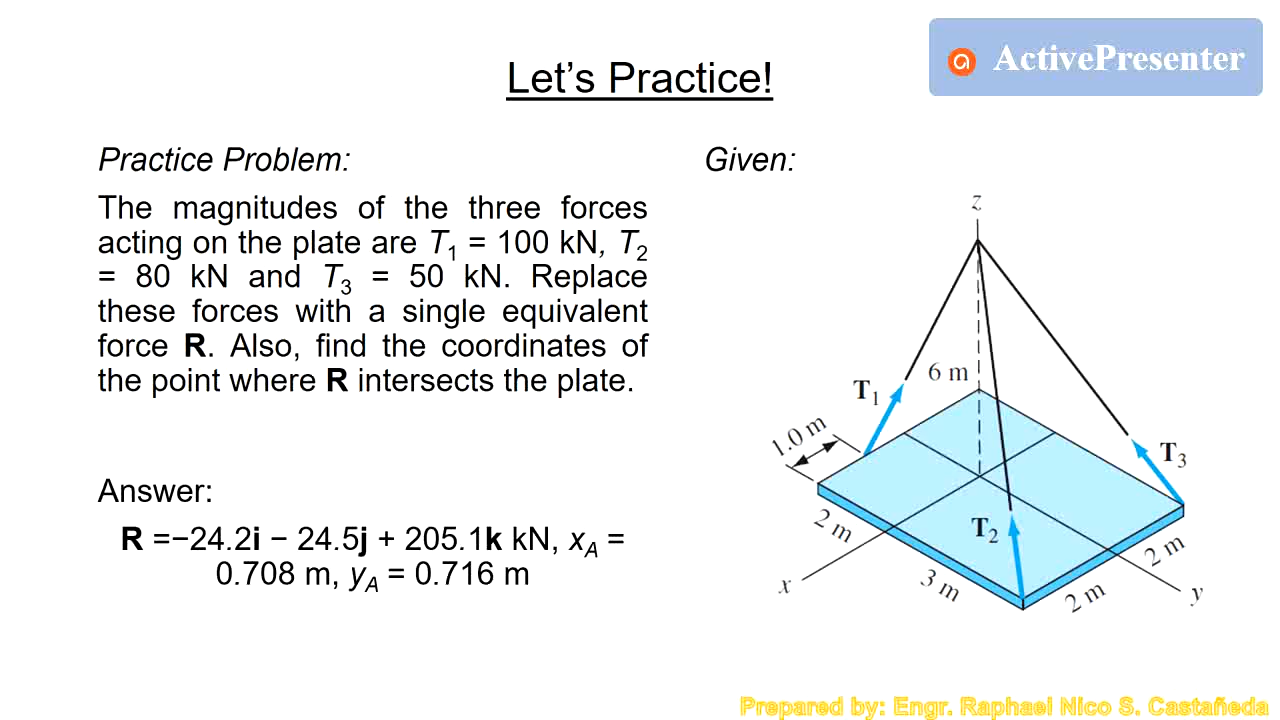 ActivePresenter
Let’s Practice!
Practice Problem:
The magnitudes of the three forces
acting on the plate are T1 = 100 kN, T2
= 80 kN and T3 = 50 kN. Replace
these forces with a single equivalent
force R. Also, find the coordinates of
the point where R intersects the plate.
Answer:
R =−24.2i − 24.5j + 205.1k kN, xA =
0.708 m, yA = 0.716 m
Given:
z
6 m
T1
1.0 m
T3
T2
2 m
x
3 m
2 m
2 m
y
Prepared by: Engr. Raphael Nico S. Castañeda